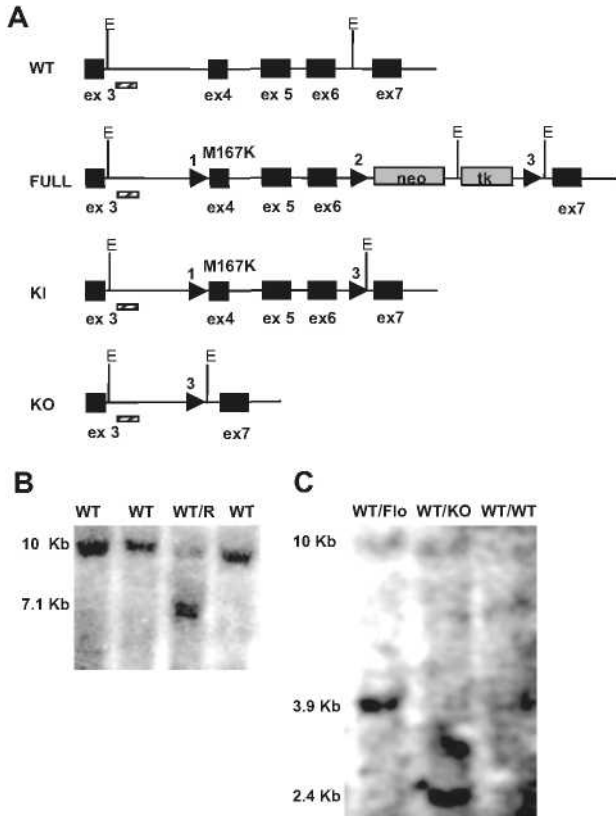 A
E E
WT
ex 3 ex4 ex 5 ex6 ex7
E 1 M167K 2 E 3 E
FULL neo tk
ex 3 ex4 ex 5 ex6 ex7
E 1 M167K 3 E
KI
ex 3 ex4 ex 5 ex6 ex7
E 3 E
KO
ex 3 ex7
B
WT WT WT/R WT
10 Kb
7.1 Kb
C
WT/Flo WT/KO WT/WT
10 Kb
3.9 Kb
2.4 Kb